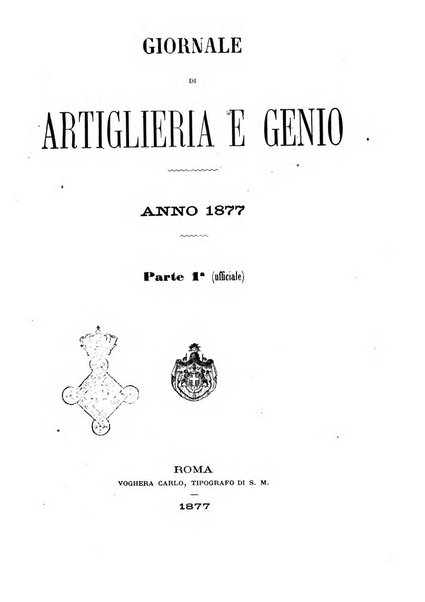 GIORNALE
DI
ARTIGLIERIA E GENIO
ANNO 1877
Parte 1ª (ufficiale)
ROMA
VOGHERA CARLO, TIPOGRAFO DI S. M.
1877